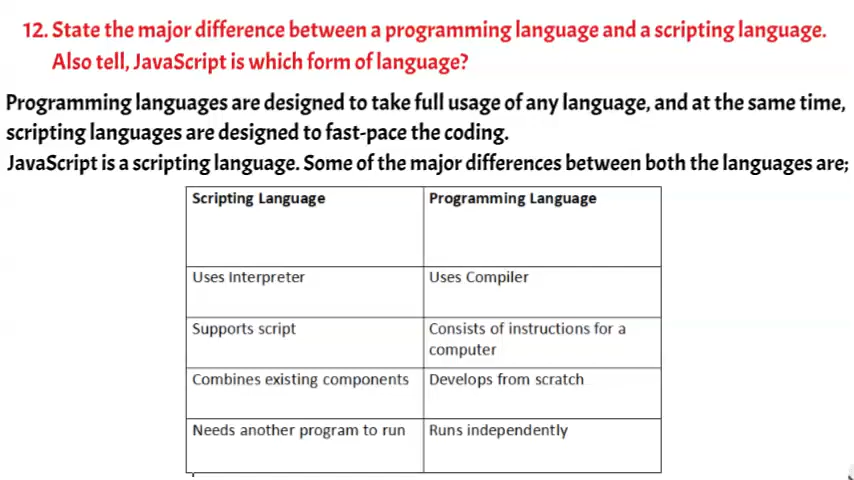 12. State the major difference between a programming language and a scripting language.
Also tell, JavaScript is which form of language?
Programming languages are designed to take full usage of any language, and at the same time,
scripting languages are designed to fast-pace the coding.
JavaScript is a scripting language. Some of the major differences between both the languages are;
Scripting Language Programming Language
Uses Interpreter Uses Compiler
Supports script Consists of instructions for a
computer
Combines existing components Develops from scratch
Needs another program to run Runs independently